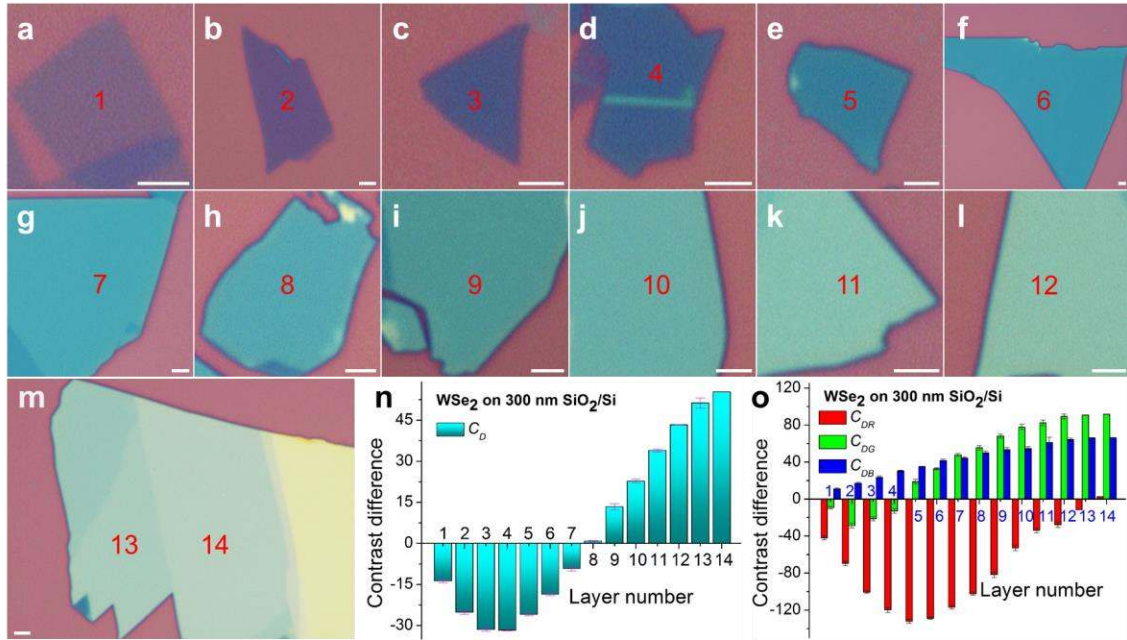 a
1
b
2
c
3
d
4
e
5
f
6
g
7
h
8
i
9
j
10
k
11
l
12
m
13
14
n
WSe2 on 300 nm SiO2/Si
CD
Contrast difference
45
30
15
0
-15
-30
1 2 3 4 5 6 7 8 9 10 11 12 13 14
Layer number
o
WSe2 on 300 nm SiO2/Si
CDR
CDG
CDB
Contrast difference
120
80
40
0
-40
-80
-120
1 2 3 4 5 6 7 8 9 10 11 12 13 14
Layer number